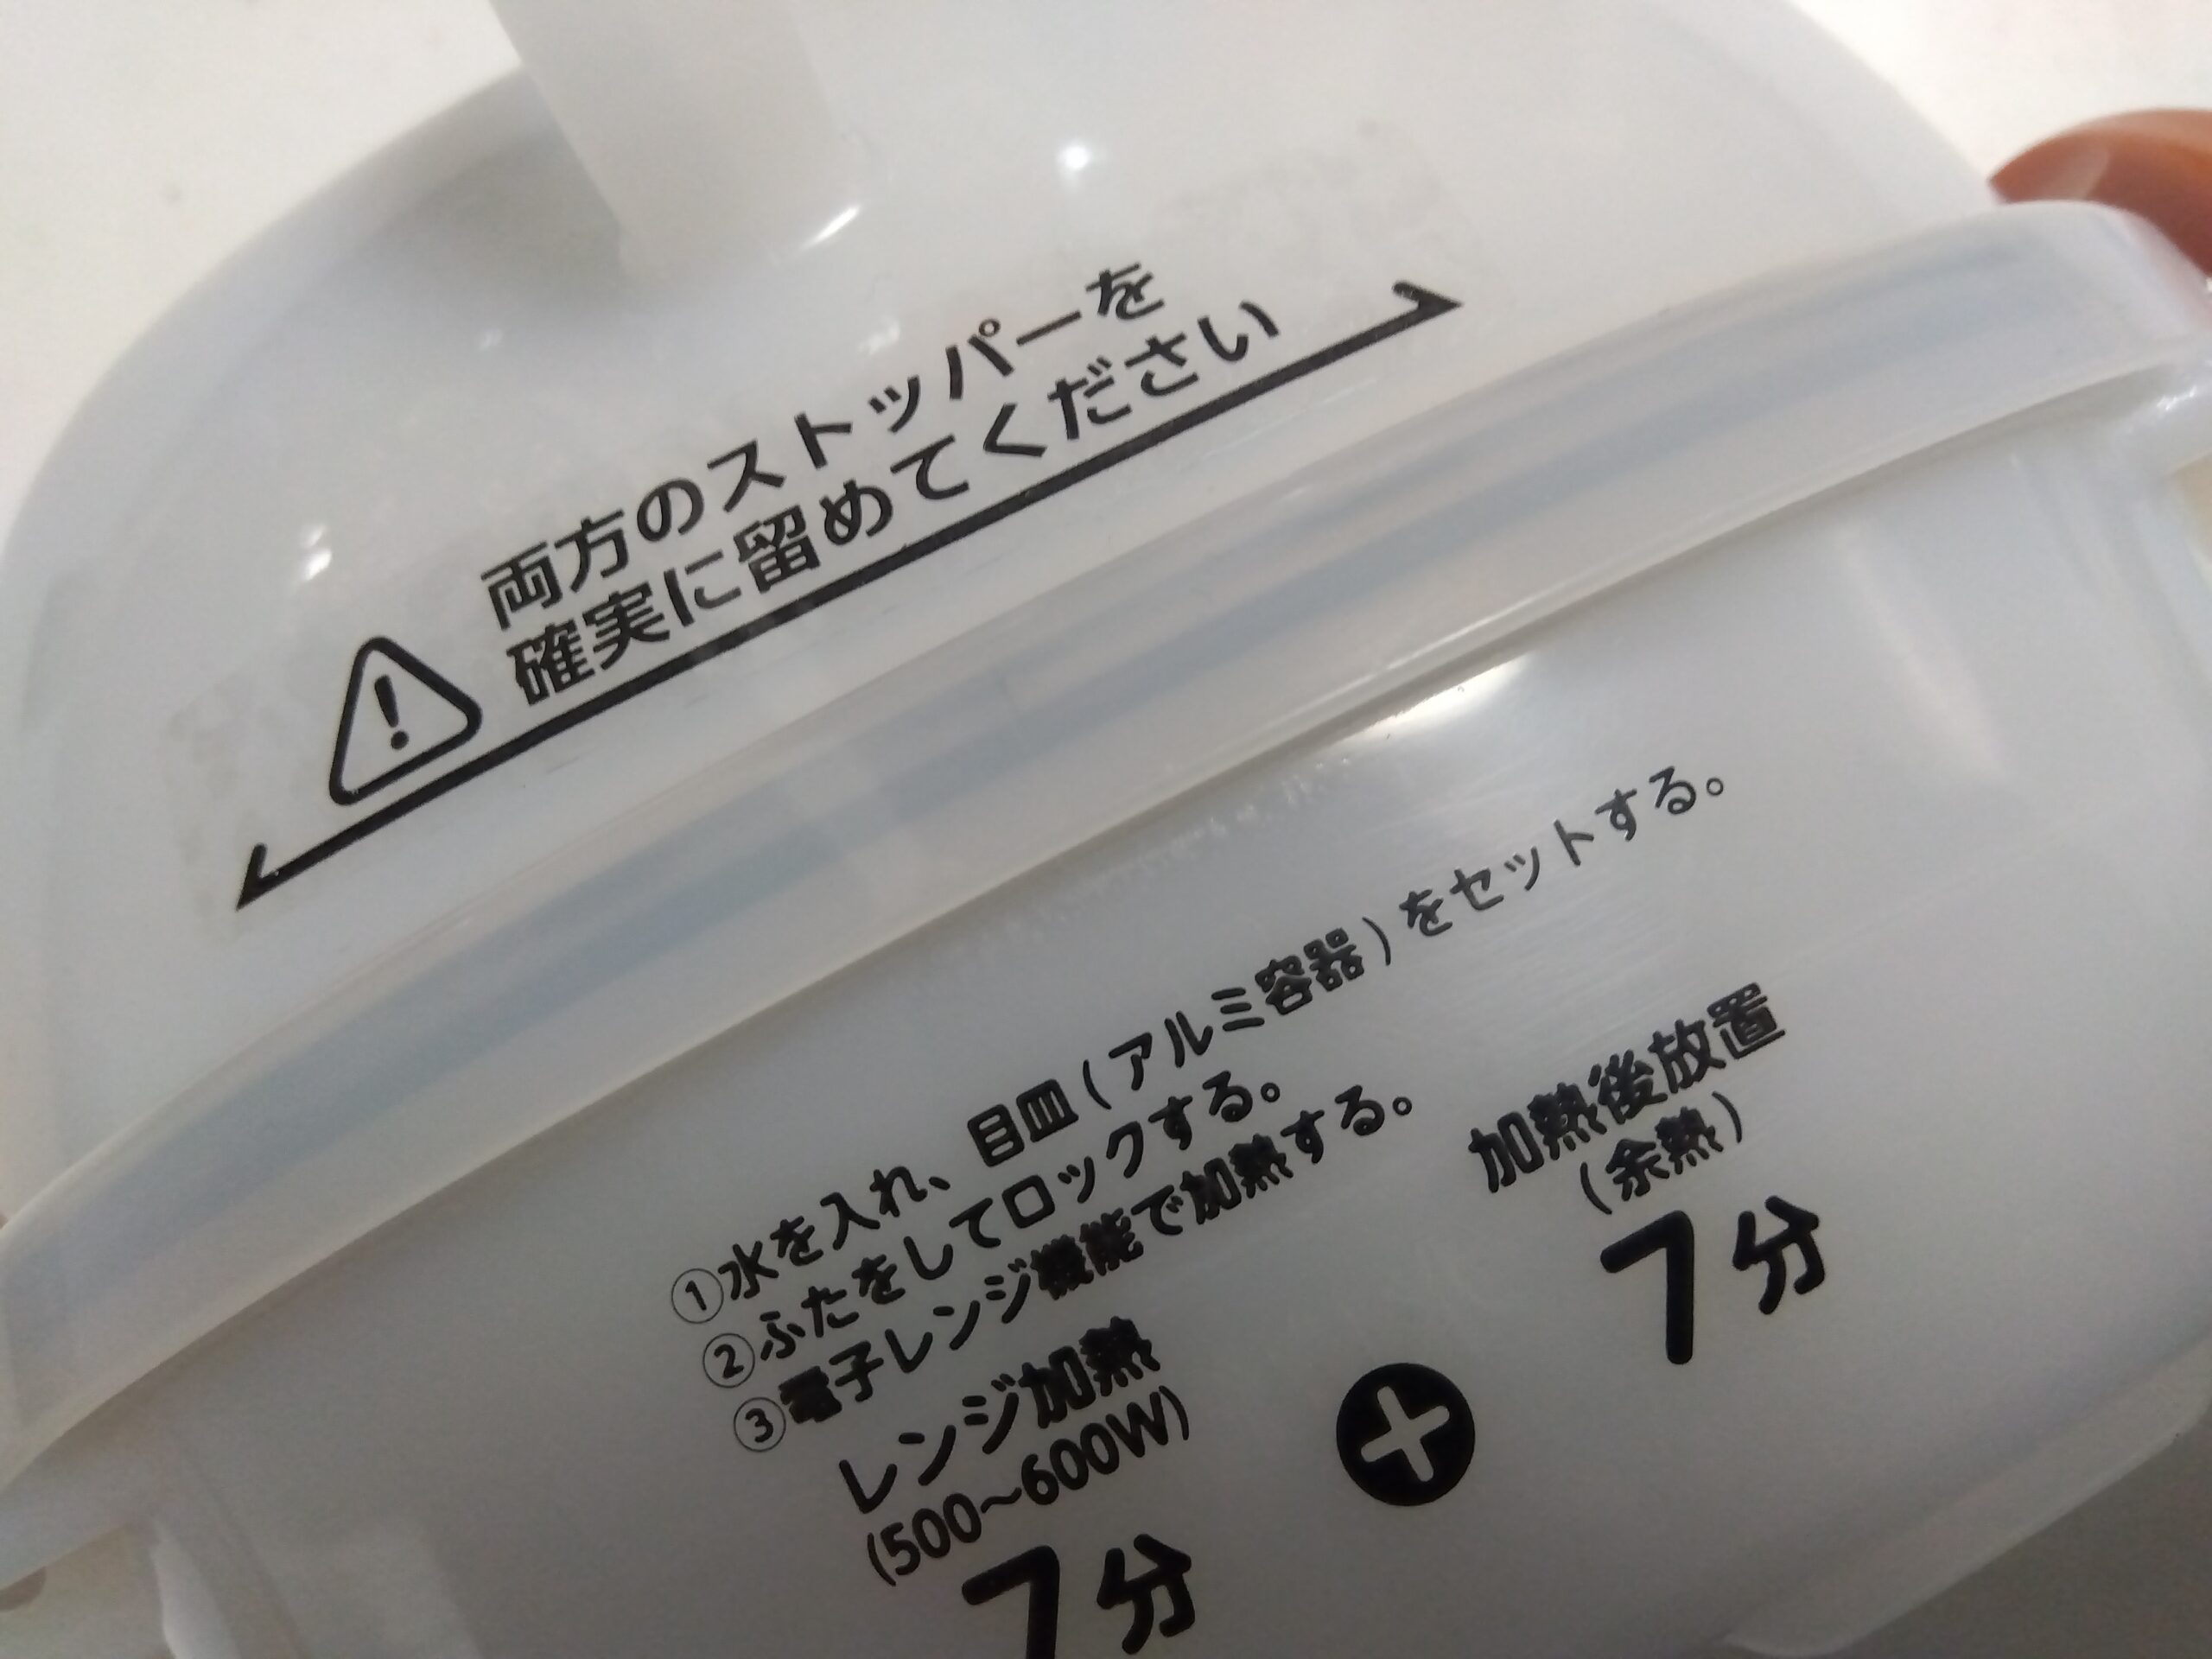 両方のストッパーを
確実に留めてください
①水を入れ、目皿(アルミ容器)をセットする。
②ふたをしてロックする。
③電子レンジ機能で加熱する。
レンジ加熱
(500～600W)
7分
加熱後放置
(余熱)
7分